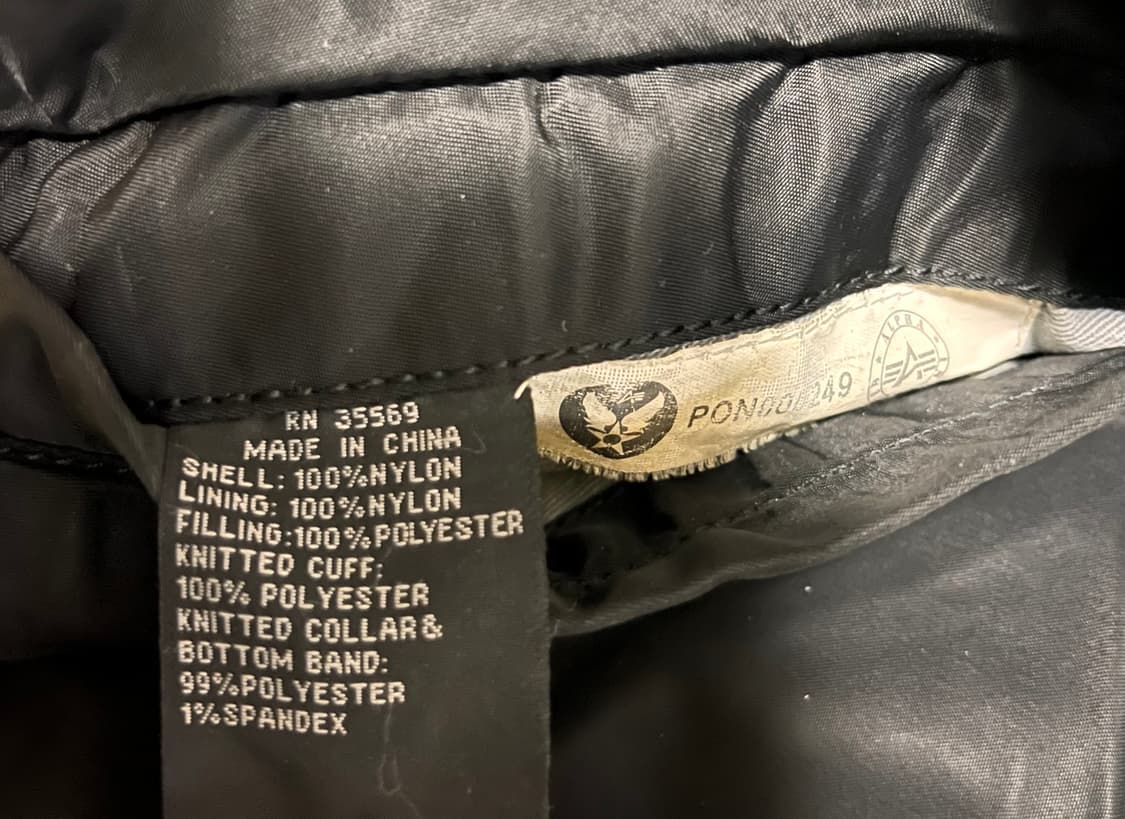 RN 35569
MADE IN CHINA
SHELL: 100%NYLON
LINING: 100%NYLON
FILLING:100%POLYESTER
KNITTED CUFF:
100% POLYESTER
KNITTED COLLAR&
BOTTOM BAND:
99%POLYESTER
1%SPANDEX
ALPHA